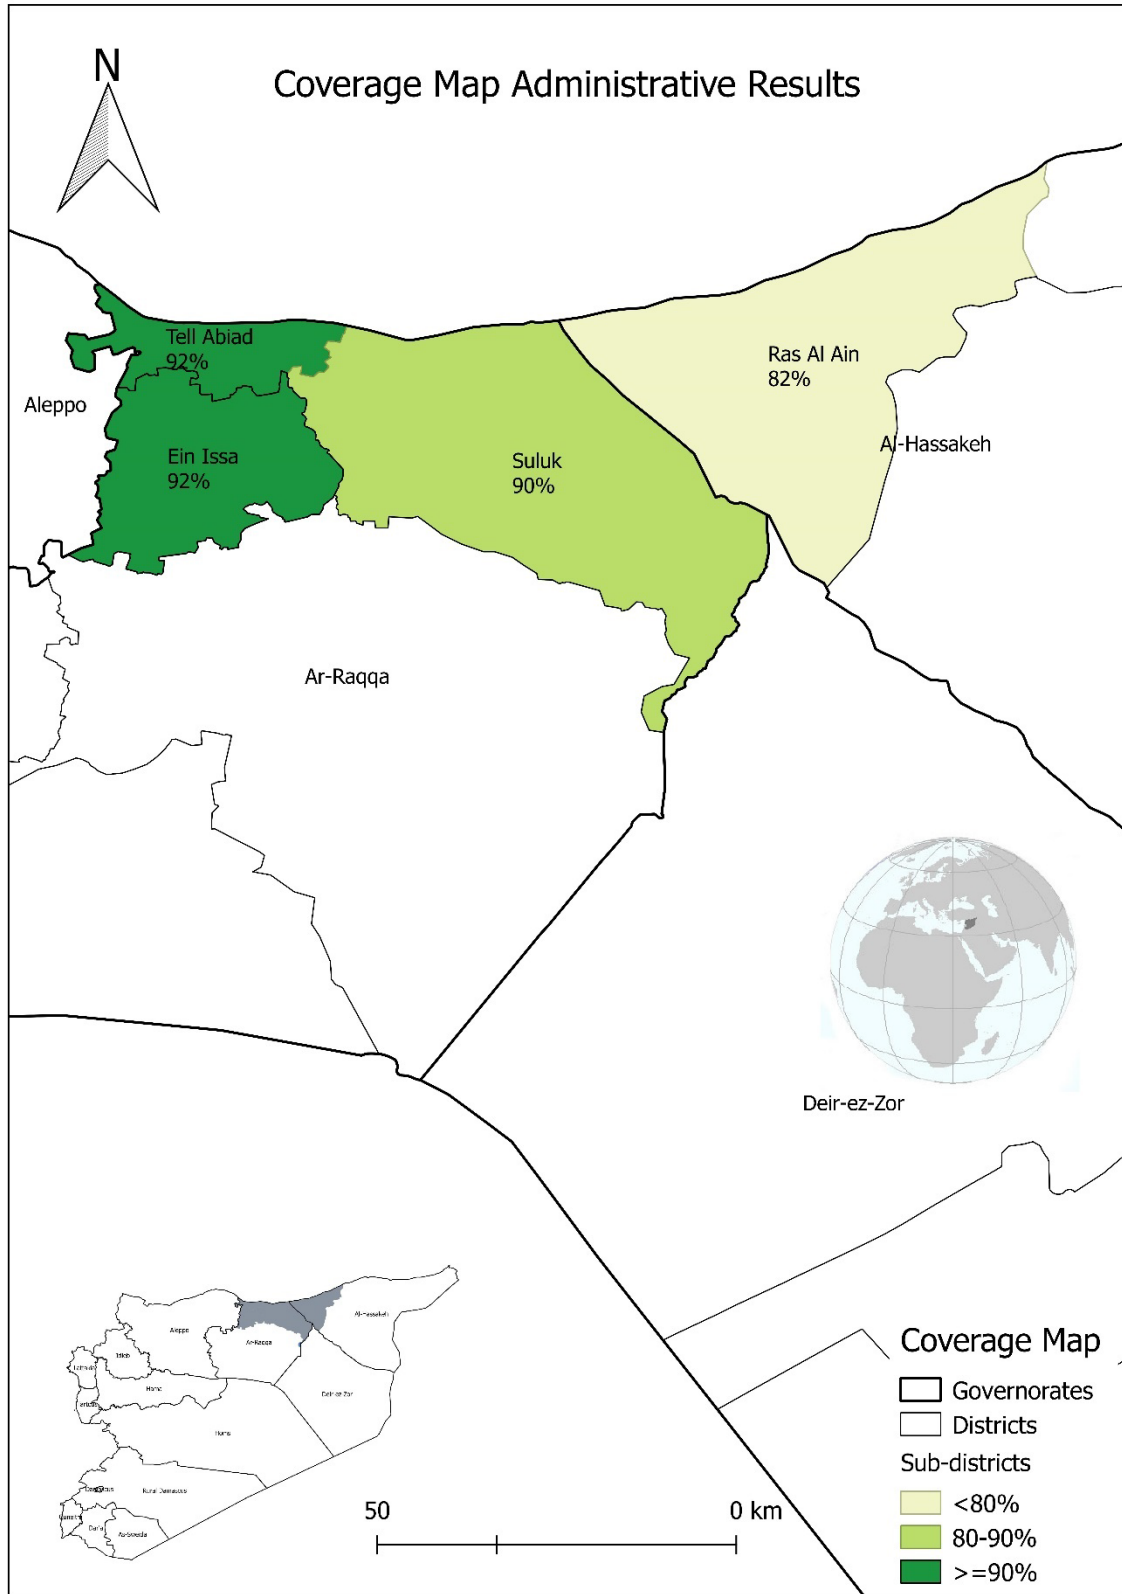 N
Coverage Map Administrative Results
Tell Abiad
92%
Ras Al Ain
82%
Aleppo
Al-Hassakeh
Ein Issa
92%
Suluk
90%
Ar-Raqqa
Deir-ez-Zor
Aleppo
Al-Hassakeh
Ar-Raqqa
Idleb
Hama
Deir-ez-Zor
Homs
Rural Damascus
Dar'a
As-Sweida
50
0 km
Coverage Map
Governorates
Districts
Sub-districts
<80%
80-90%
>=90%